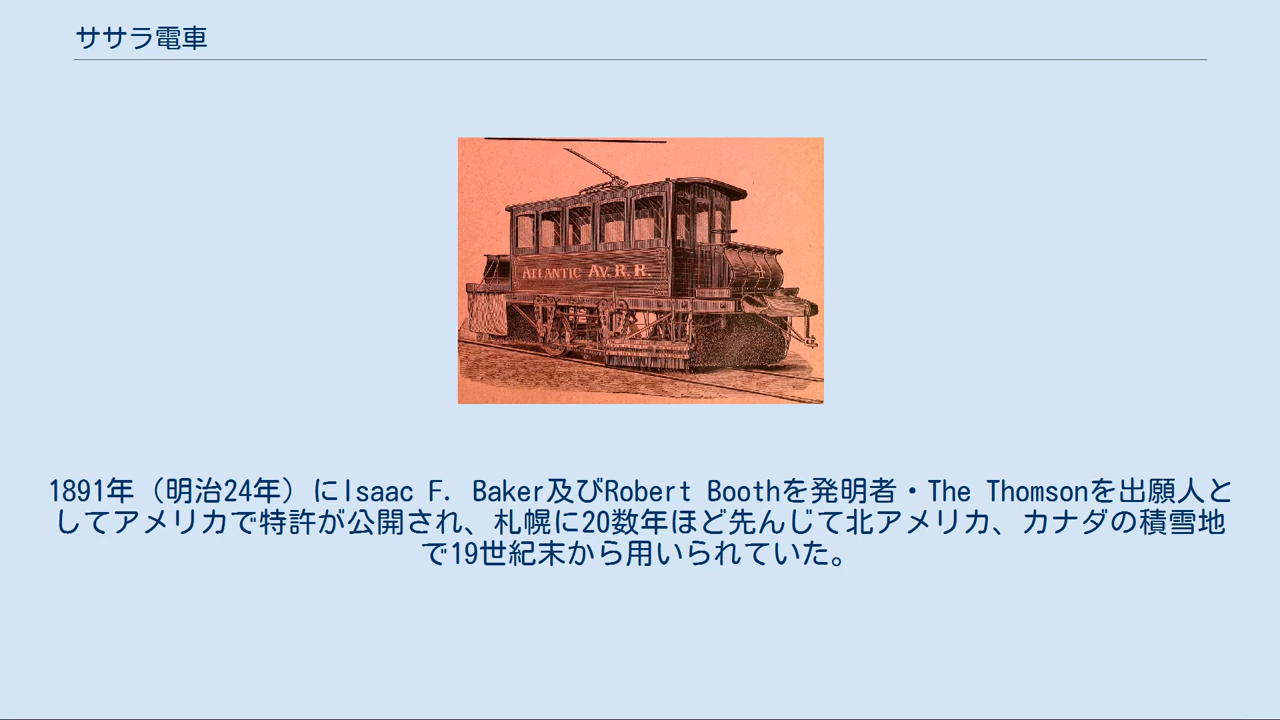 ササラ電車
ATLANTIC AV. R. R.
4
1891年（明治24年）にIsaac F. Baker及びRobert Boothを発明者・The Thomsonを出願人と
してアメリカで特許が公開され、札幌に20数年ほど先んじて北アメリカ、カナダの積雪地
で19世紀末から用いられていた。